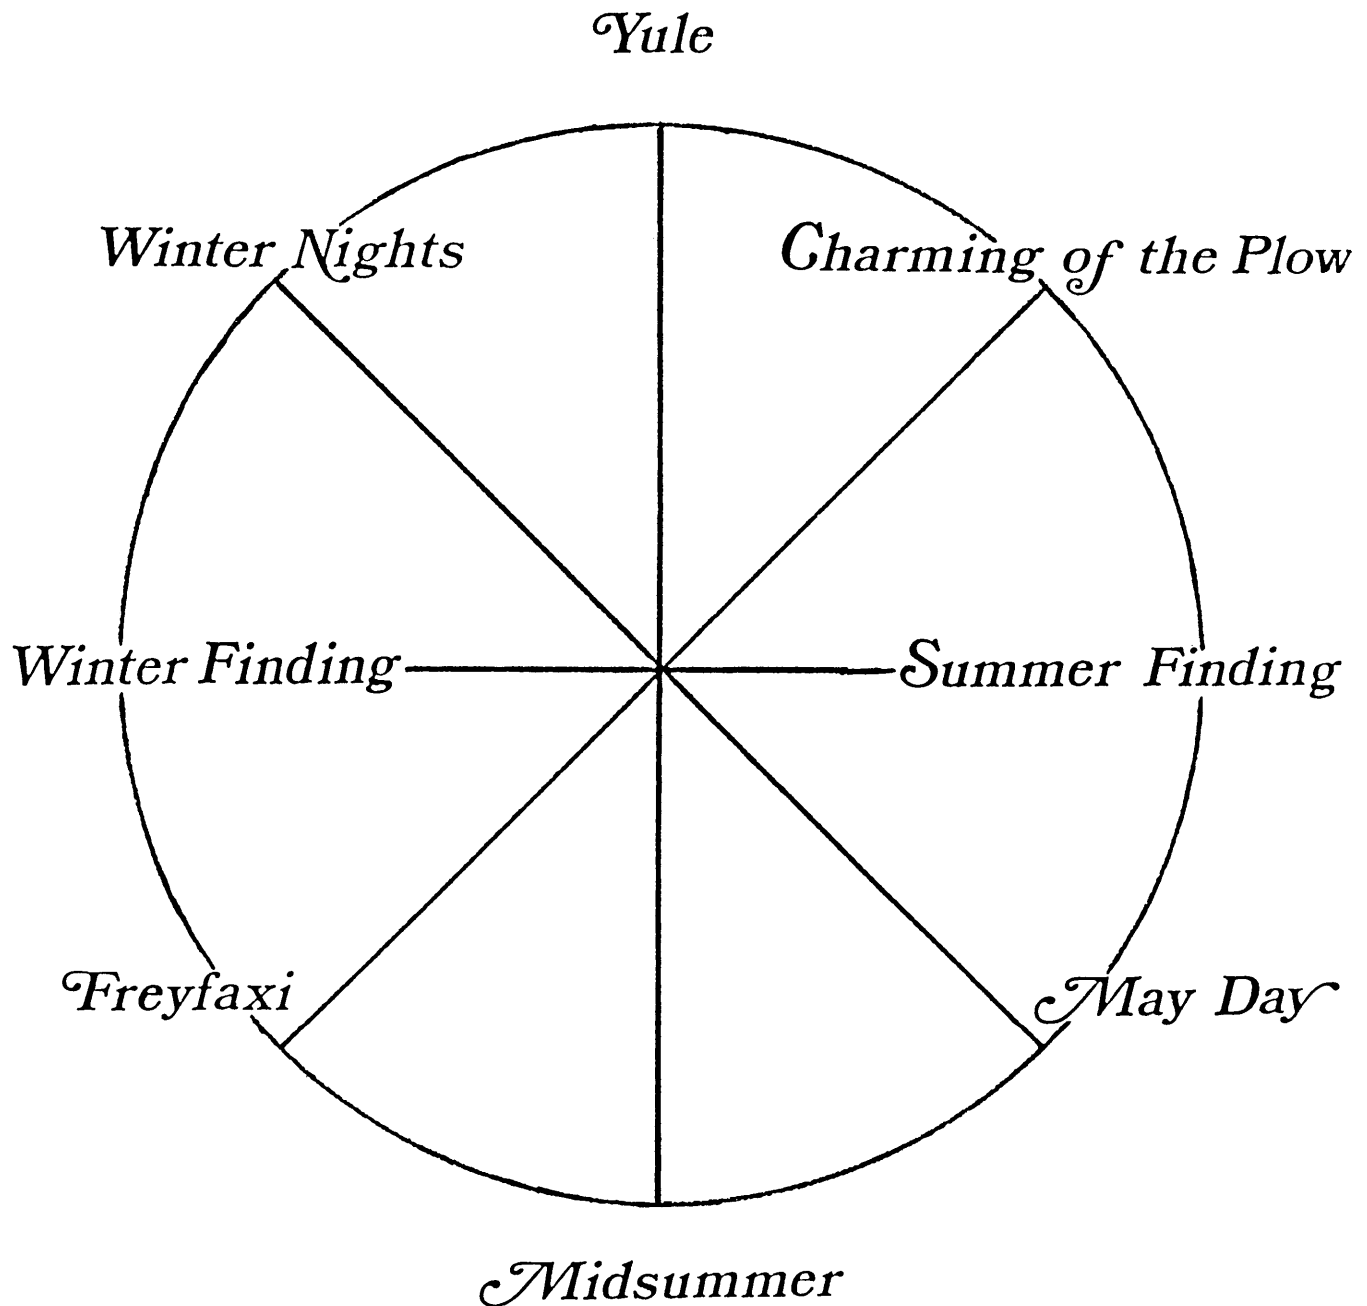 Yule
Winter Nights
Charming of the Plow
Winter Finding
Summer Finding
Freyfaxi
May Day
Midsummer